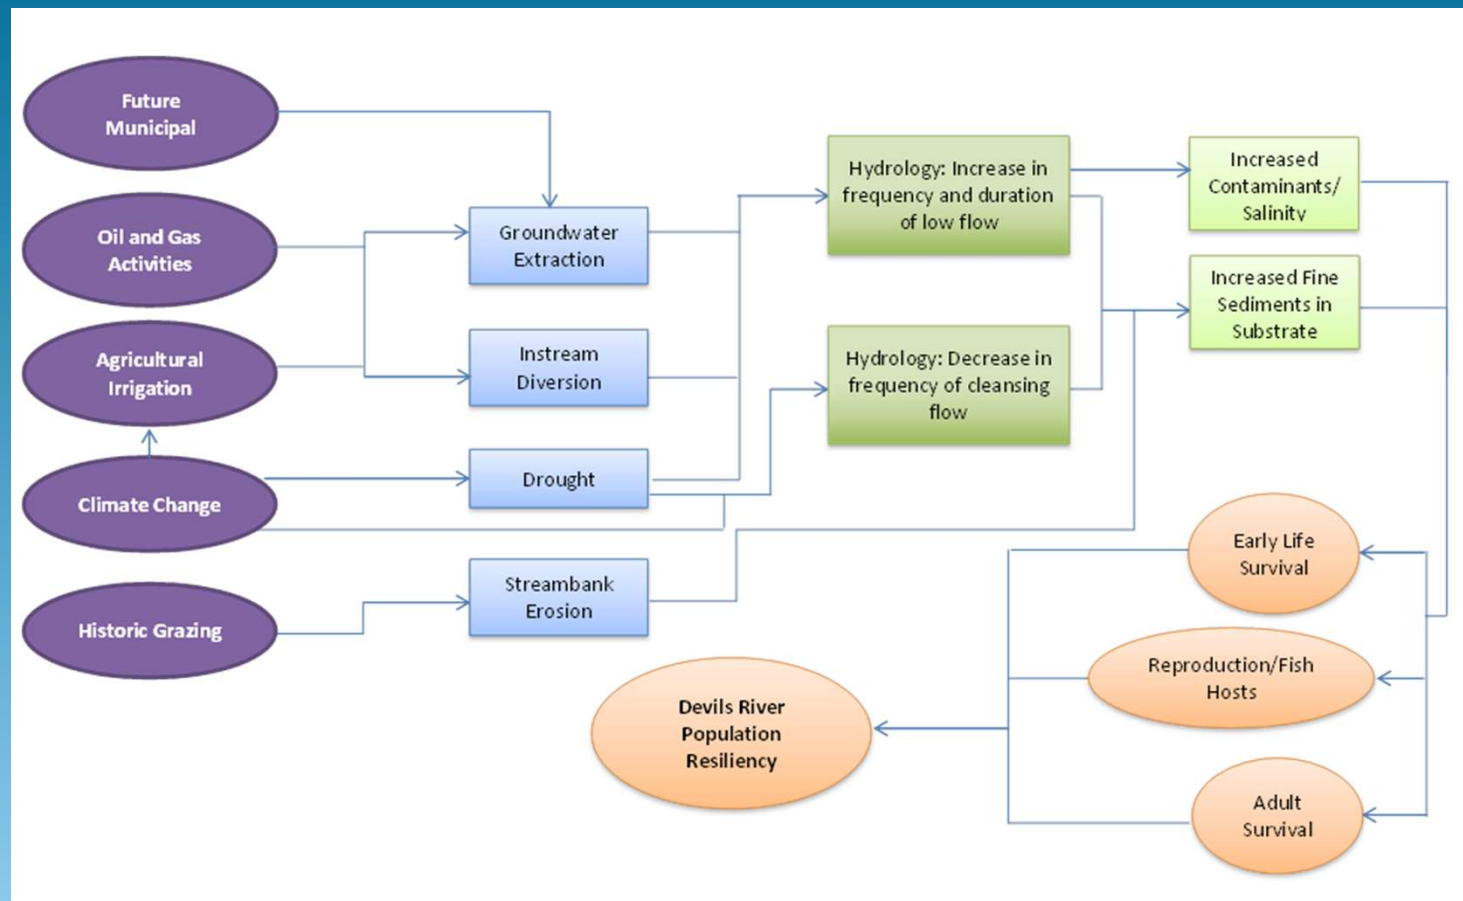 Future
Municipal
Oil and Gas
Activities
Agricultural
Irrigation
Climate Change
Historic Grazing
Groundwater
Extraction
Instream
Diversion
Drought
Streambank
Erosion
Hydrology: Increase in
frequency and duration
of low flow
Hydrology: Decrease in
frequency of cleansing
flow
Increased
Contaminants/
Salinity
Increased Fine
Sediments in
Substrate
Early Life
Survival
Reproduction/Fish
Hosts
Adult
Survival
Devils River
Population
Resiliency